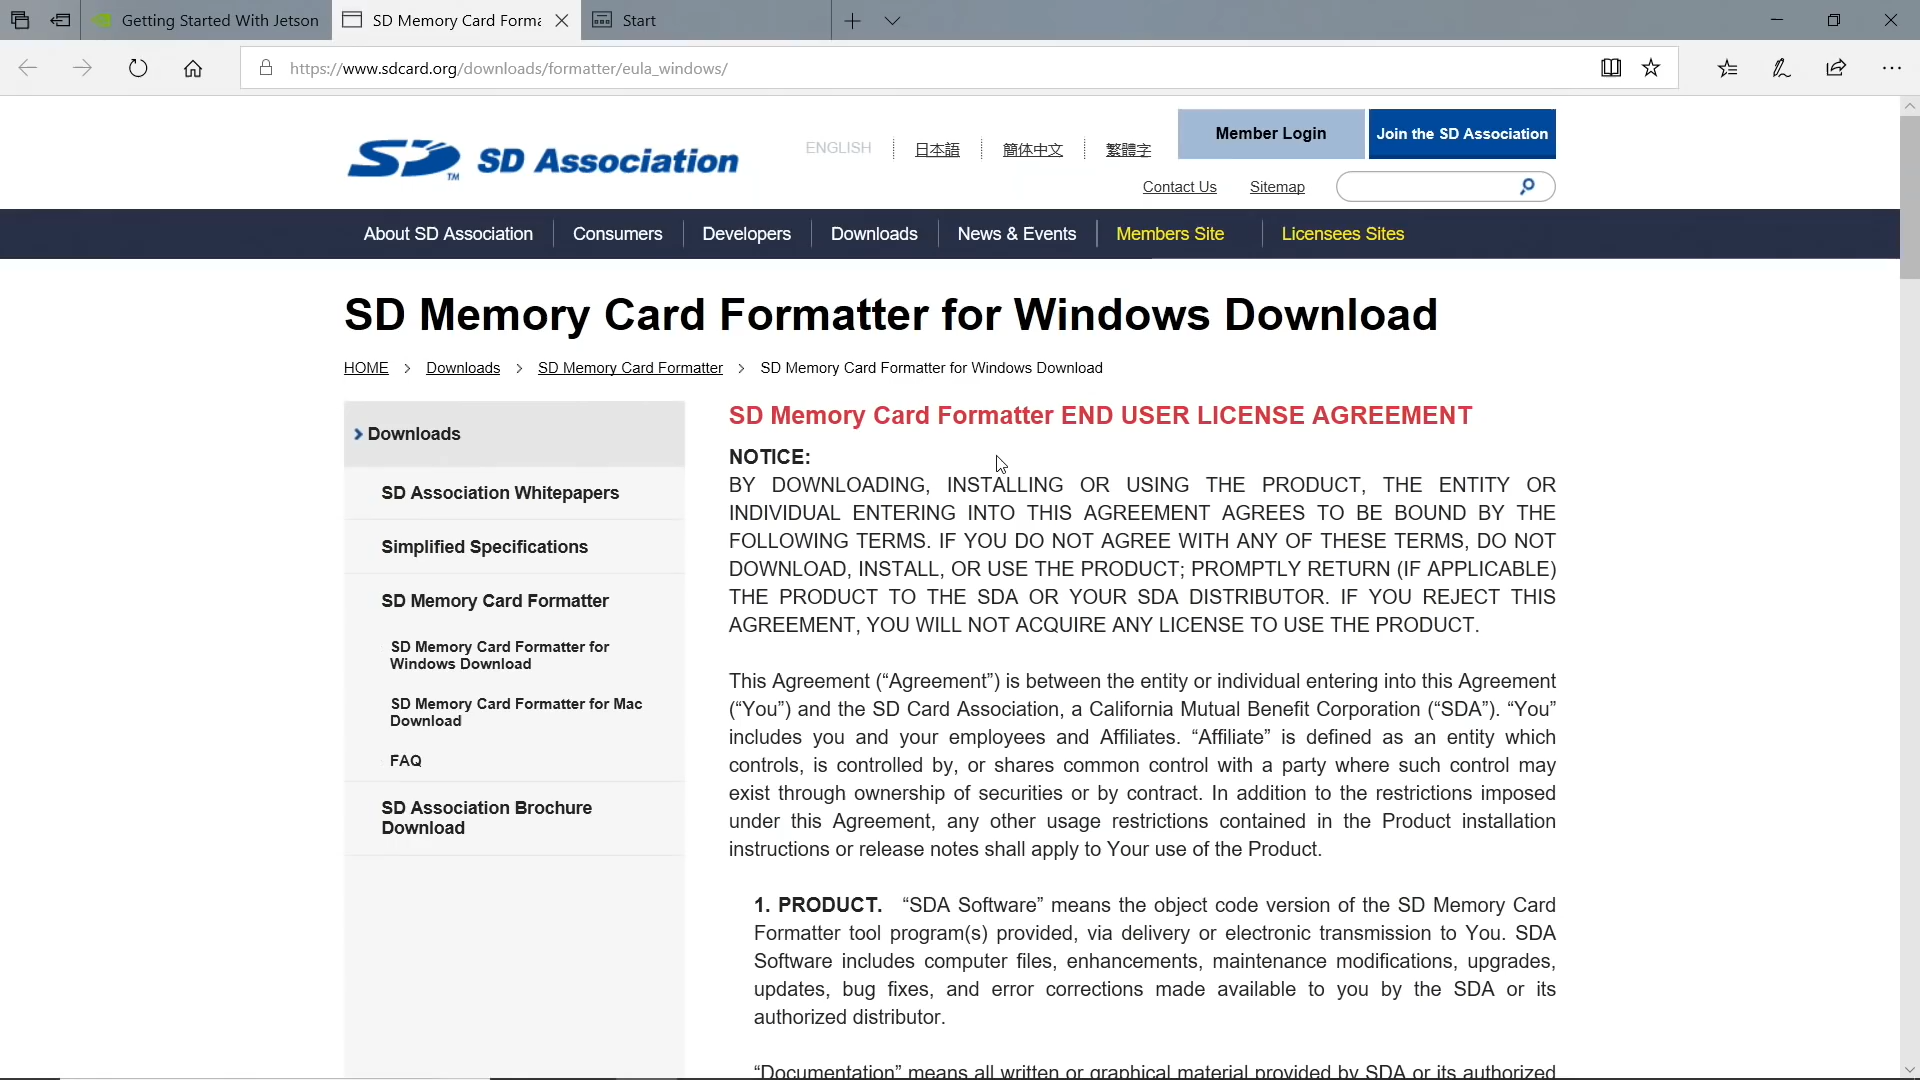 Getting Started With Jetson
SD Memory Card Forma
Start
https://www.sdcard.org/downloads/formatter/eula_windows/
SD Association
TM
ENGLISH
日本語
簡体中文
繁體字
Member Login
Join the SD Association
Contact Us
Sitemap
About SD Association
Consumers
Developers
Downloads
News & Events
Members Site
Licensees Sites
SD Memory Card Formatter for Windows Download
HOME > Downloads > SD Memory Card Formatter > SD Memory Card Formatter for Windows Download
Downloads
SD Association Whitepapers
Simplified Specifications
SD Memory Card Formatter
SD Memory Card Formatter for
Windows Download
SD Memory Card Formatter for Mac
Download
FAQ
SD Association Brochure
Download
SD Memory Card Formatter END USER LICENSE AGREEMENT
NOTICE:
BY DOWNLOADING, INSTALLING OR USING THE PRODUCT, THE ENTITY OR
INDIVIDUAL ENTERING INTO THIS AGREEMENT AGREES TO BE BOUND BY THE
FOLLOWING TERMS. IF YOU DO NOT AGREE WITH ANY OF THESE TERMS, DO NOT
DOWNLOAD, INSTALL, OR USE THE PRODUCT; PROMPTLY RETURN (IF APPLICABLE)
THE PRODUCT TO THE SDA OR YOUR SDA DISTRIBUTOR. IF YOU REJECT THIS
AGREEMENT, YOU WILL NOT ACQUIRE ANY LICENSE TO USE THE PRODUCT.
This Agreement (“Agreement”) is between the entity or individual entering into this Agreement
(“You”) and the SD Card Association, a California Mutual Benefit Corporation (“SDA”). “You”
includes you and your employees and Affiliates. “Affiliate” is defined as an entity which
controls, is controlled by, or shares common control with a party where such control may
exist through ownership of securities or by contract. In addition to the restrictions imposed
under this Agreement, any other usage restrictions contained in the Product installation
instructions or release notes shall apply to Your use of the Product.
1. PRODUCT. “SDA Software” means the object code version of the SD Memory Card
Formatter tool program(s) provided, via delivery or electronic transmission to You. SDA
Software includes computer files, enhancements, maintenance modifications, upgrades,
updates, bug fixes, and error corrections made available to you by the SDA or its
authorized distributor.
“Documentation” means all written or graphical material provided by SDA or its authorized